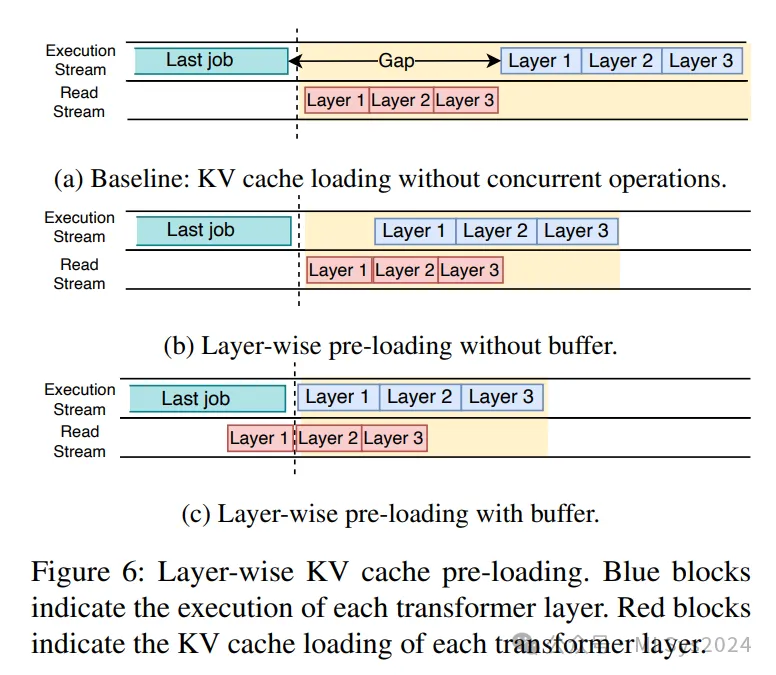 Execution
Stream
Last job
Gap
Layer 1
Layer 2
Layer 3
Read
Stream
Layer 1
Layer 2
Layer 3
(a) Baseline: KV cache loading without concurrent operations.
Execution
Stream
Last job
Layer 1
Layer 2
Layer 3
Read
Stream
Layer 1
Layer 2
Layer 3
(b) Layer-wise pre-loading without buffer.
Execution
Stream
Last job
Layer 1
Layer 2
Layer 3
Read
Stream
Layer 1
Layer 2
Layer 3
(c) Layer-wise pre-loading with buffer.
Figure 6: Layer-wise KV cache pre-loading. Blue blocks
indicate the execution of each transformer layer. Red blocks
indicate the KV cache loading of each transformer layer.
公众号 · MLSys2024